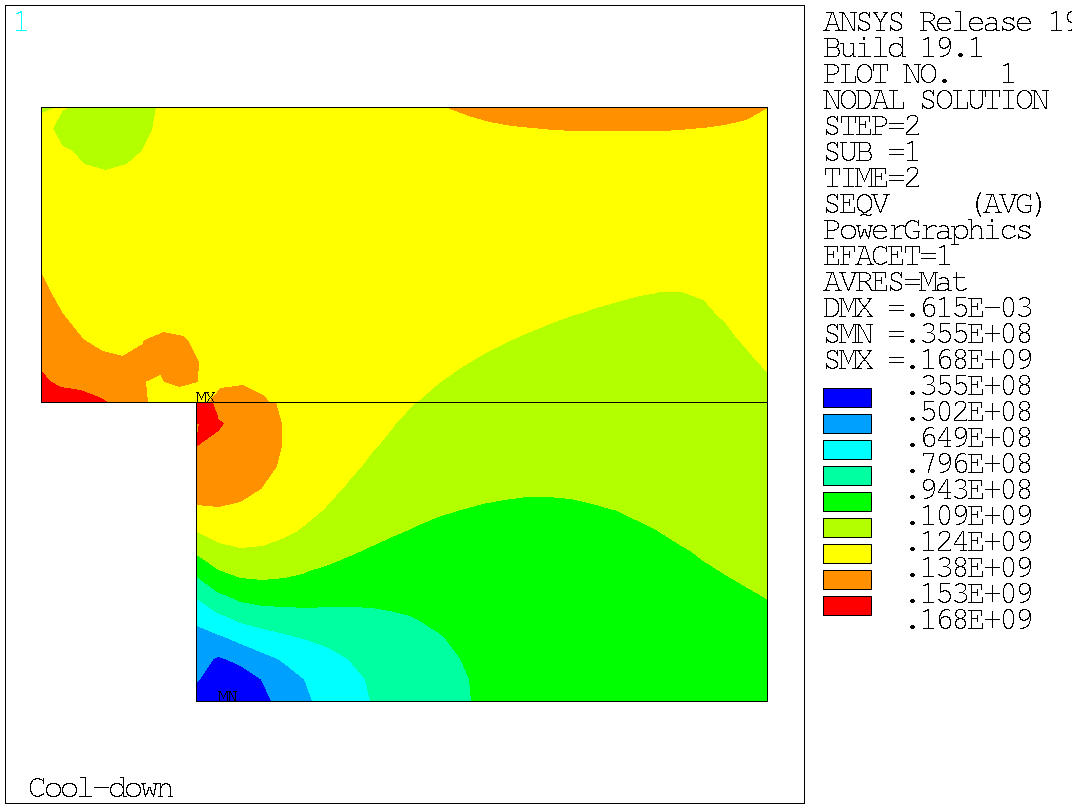 1
ANSYS Release 19
Build 19.1
PLOT NO.   1
NODAL SOLUTION
STEP=2
SUB =1
TIME=2
SEQV     (AVG)
PowerGraphics
EFACET=1
AVRES=Mat
DMX =.615E-03
SMN =.355E+08
SMX =.168E+09
.355E+08
.502E+08
.649E+08
.796E+08
.943E+08
.109E+09
.124E+09
.138E+09
.153E+09
.168E+09
MX
MN
Cool-down